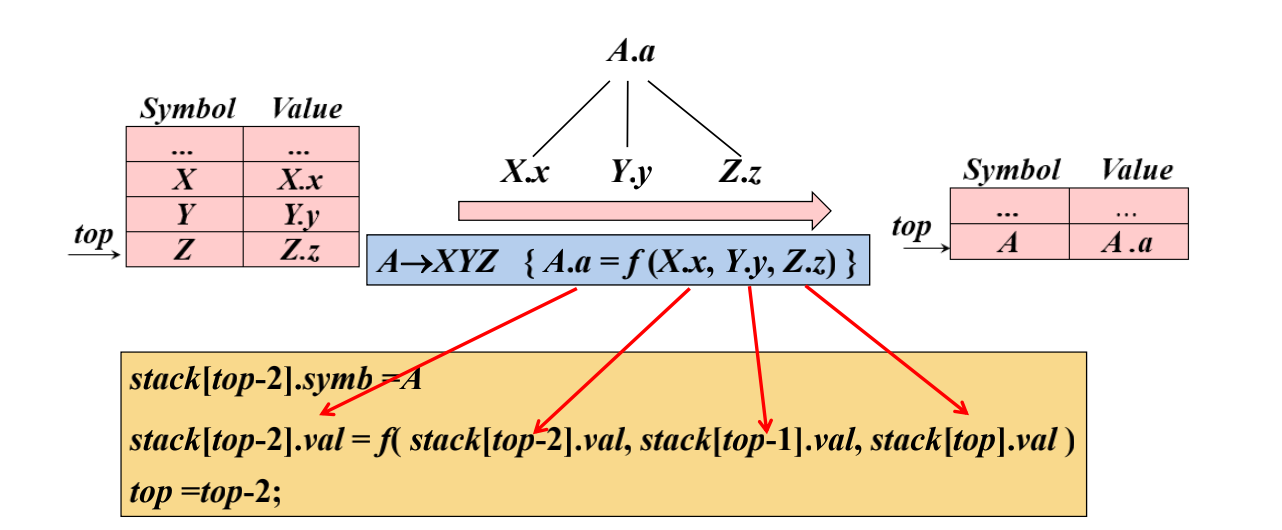 A.a
Symbol Value
... ...
X X.x
Y Y.y
top
Z Z.z
X.x Y.y Z.z
A→XYZ { A.a = f (X.x, Y.y, Z.z) }
Symbol Value
... ...
top
A A .a
stack[top-2].symb =A
stack[top-2].val = f( stack[top-2].val, stack[top-1].val, stack[top].val )
top =top-2;